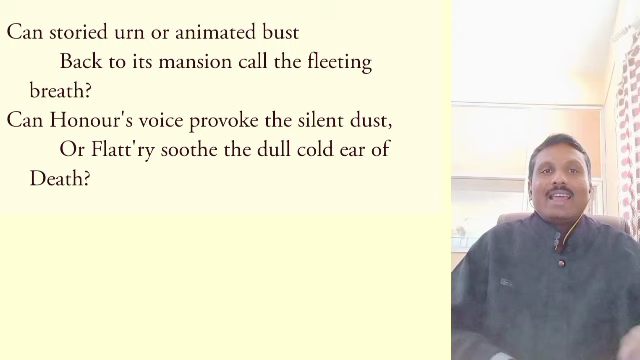 Can storied urn or animated bust
Back to its mansion call the fleeting
breath?
Can Honour's voice provoke the silent dust,
Or Flatt'ry soothe the dull cold ear of
Death?